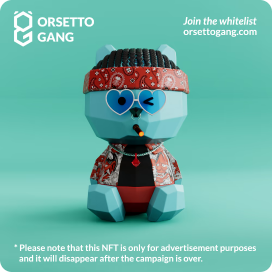 ORSETTO
GANG
Join the whitelist
orsettogang.com
* Please note that this NFT is only for advertisement purposes
and it will disappear after the campaign is over.